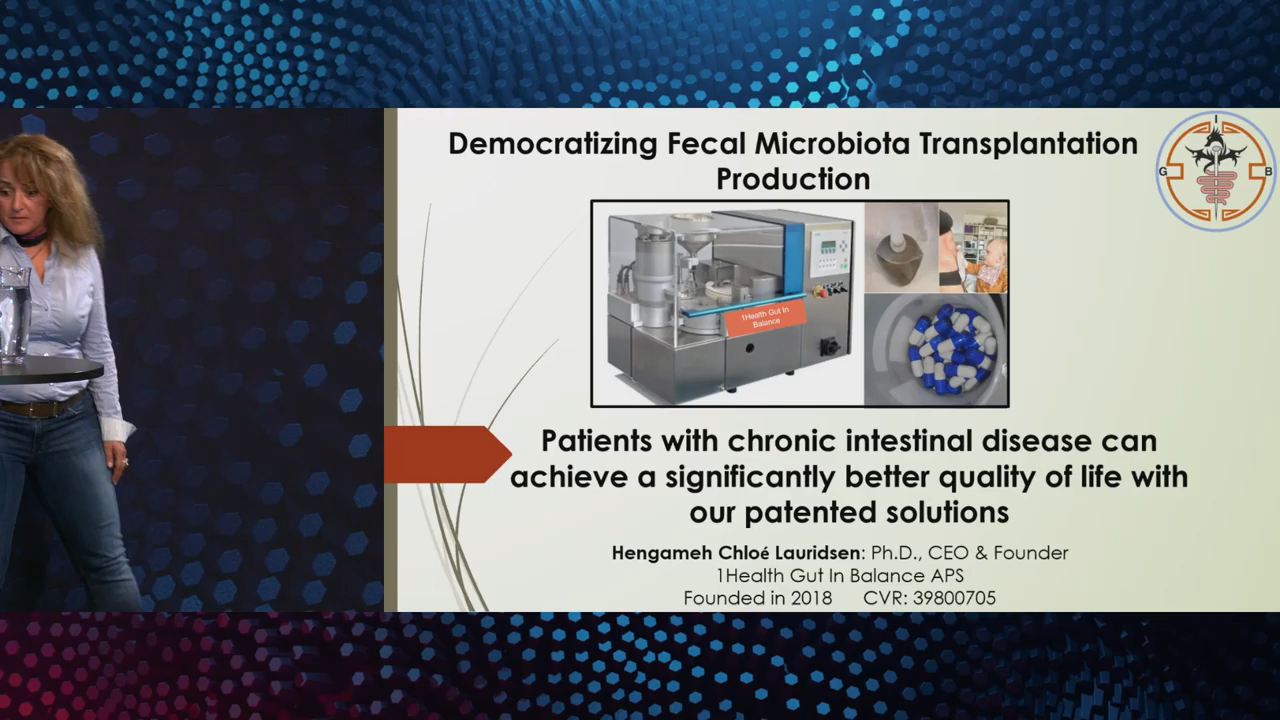 Democratizing Fecal Microbiota Transplantation
Production
I
G
B
1Health Gut In
Balance
Patients with chronic intestinal disease can
achieve a significantly better quality of life with
our patented solutions
Hengameh Chloé Lauridsen: Ph.D., CEO & Founder
1Health Gut In Balance APS
Founded in 2018 CVR: 39800705